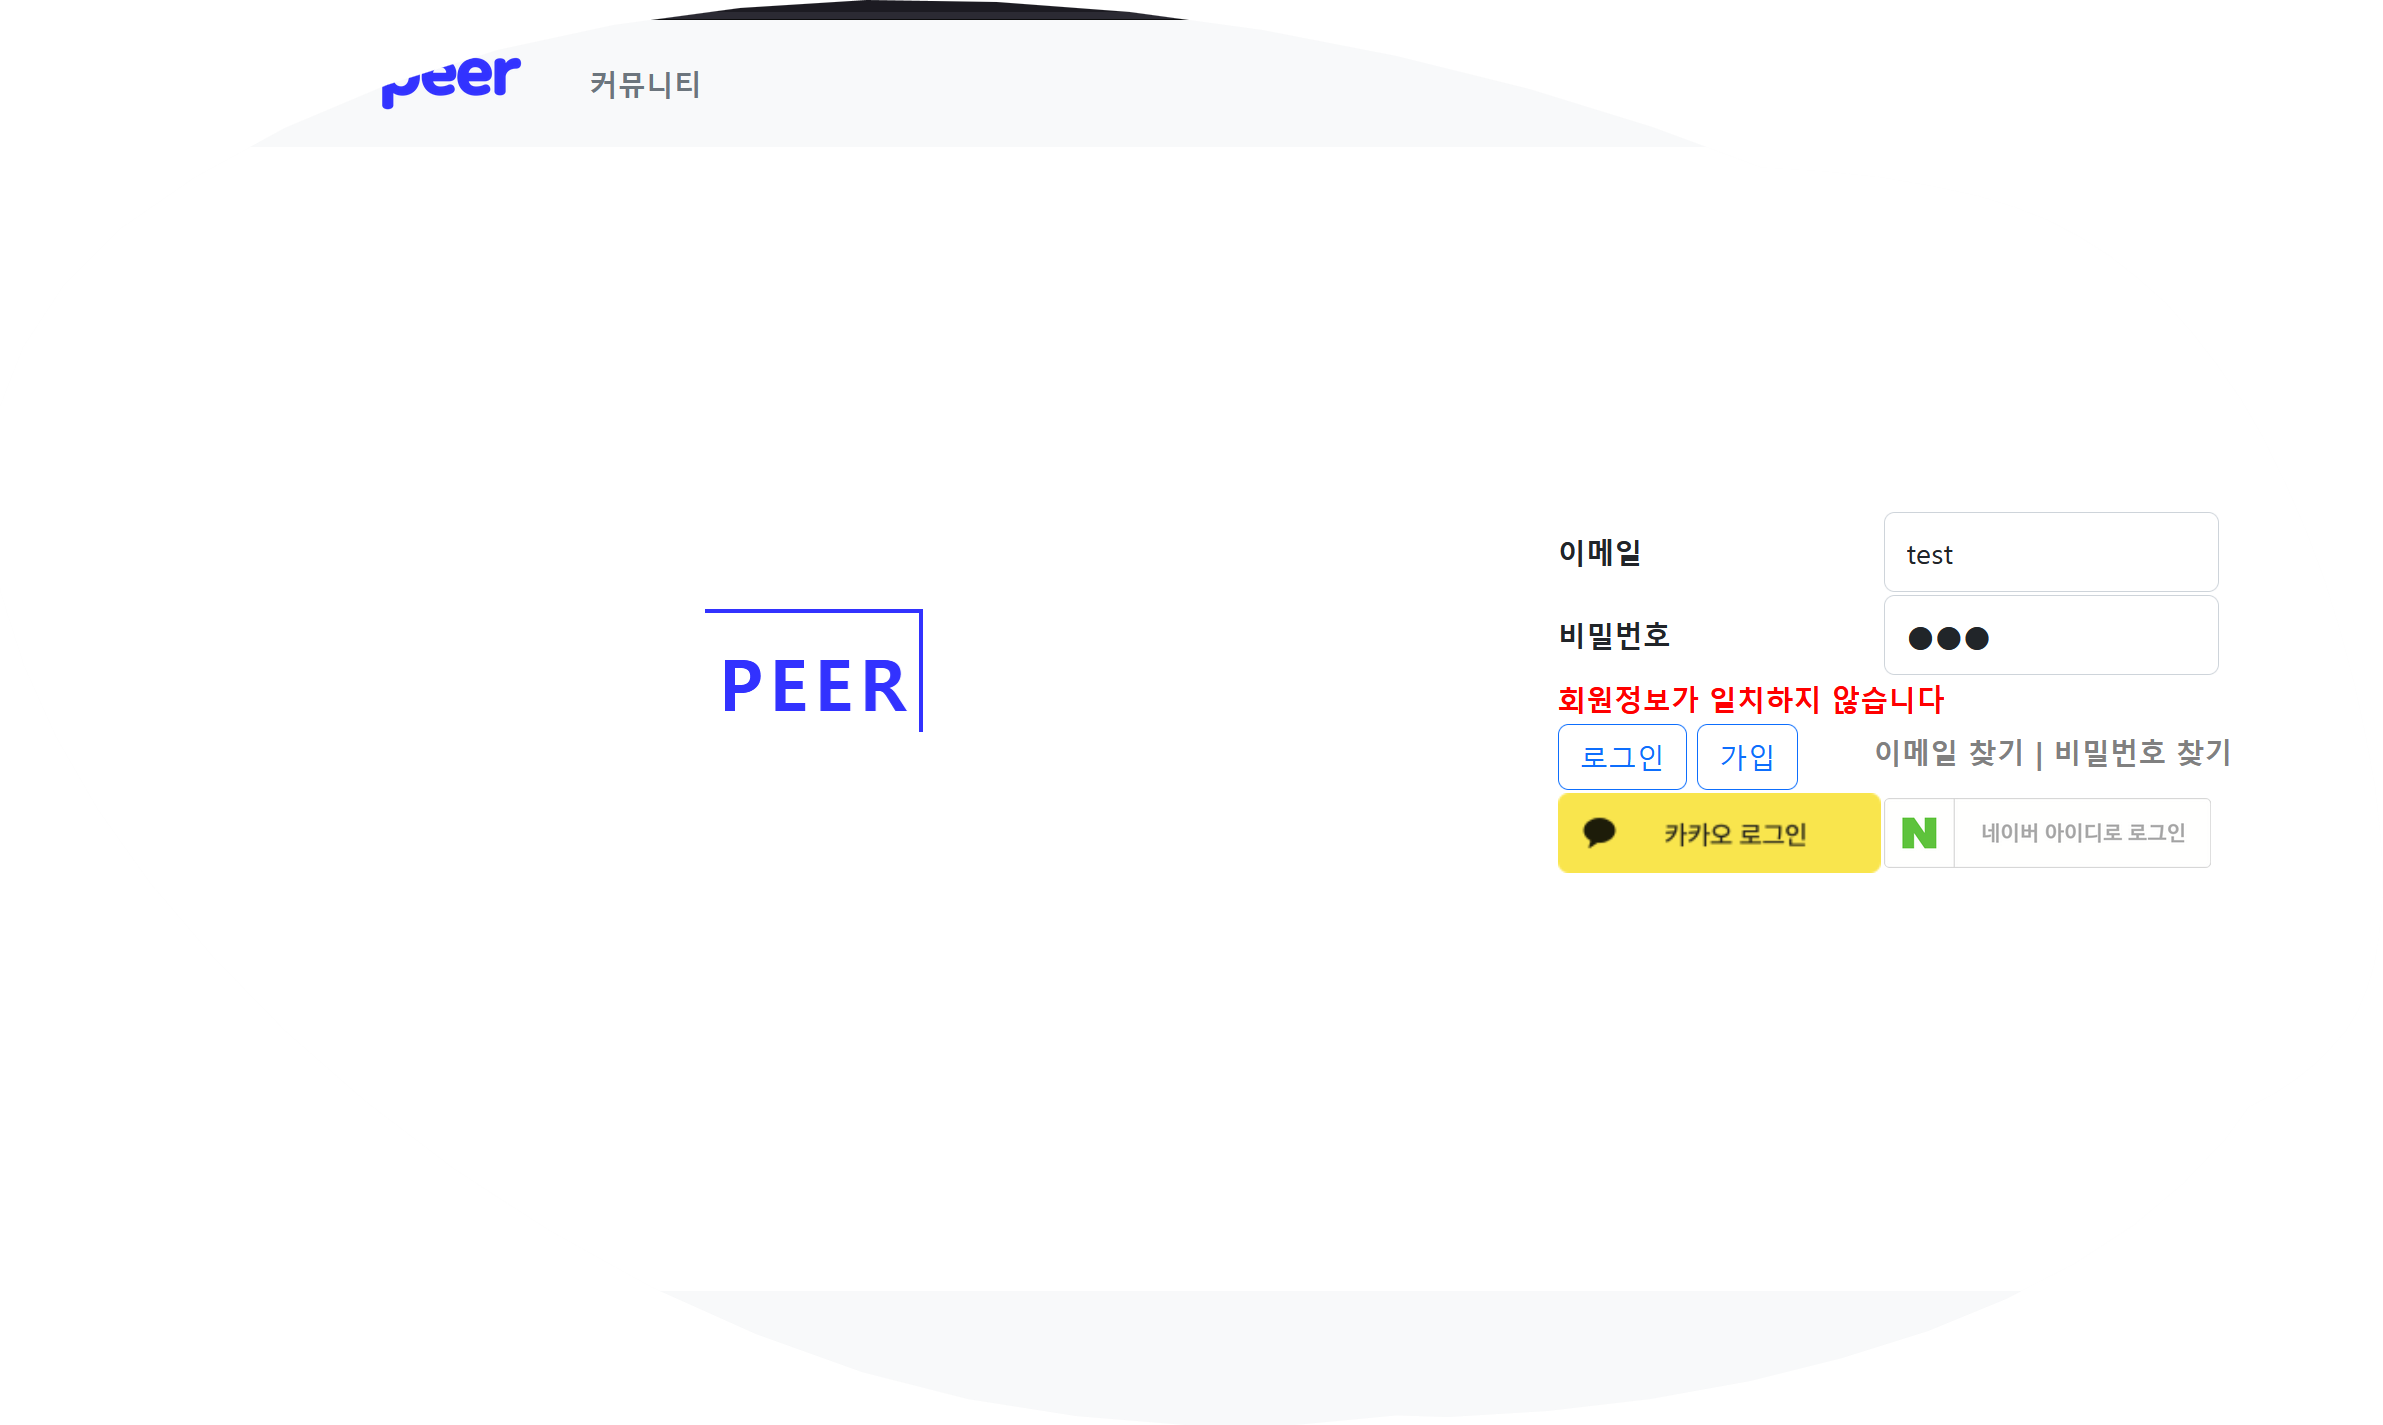 peer 커뮤니티
PEER
이메일 test
비밀번호 ●●●
회원정보가 일치하지 않습니다
로그인 가입 이메일 찾기 | 비밀번호 찾기
카카오 로그인 N 네이버 아이디로 로그인